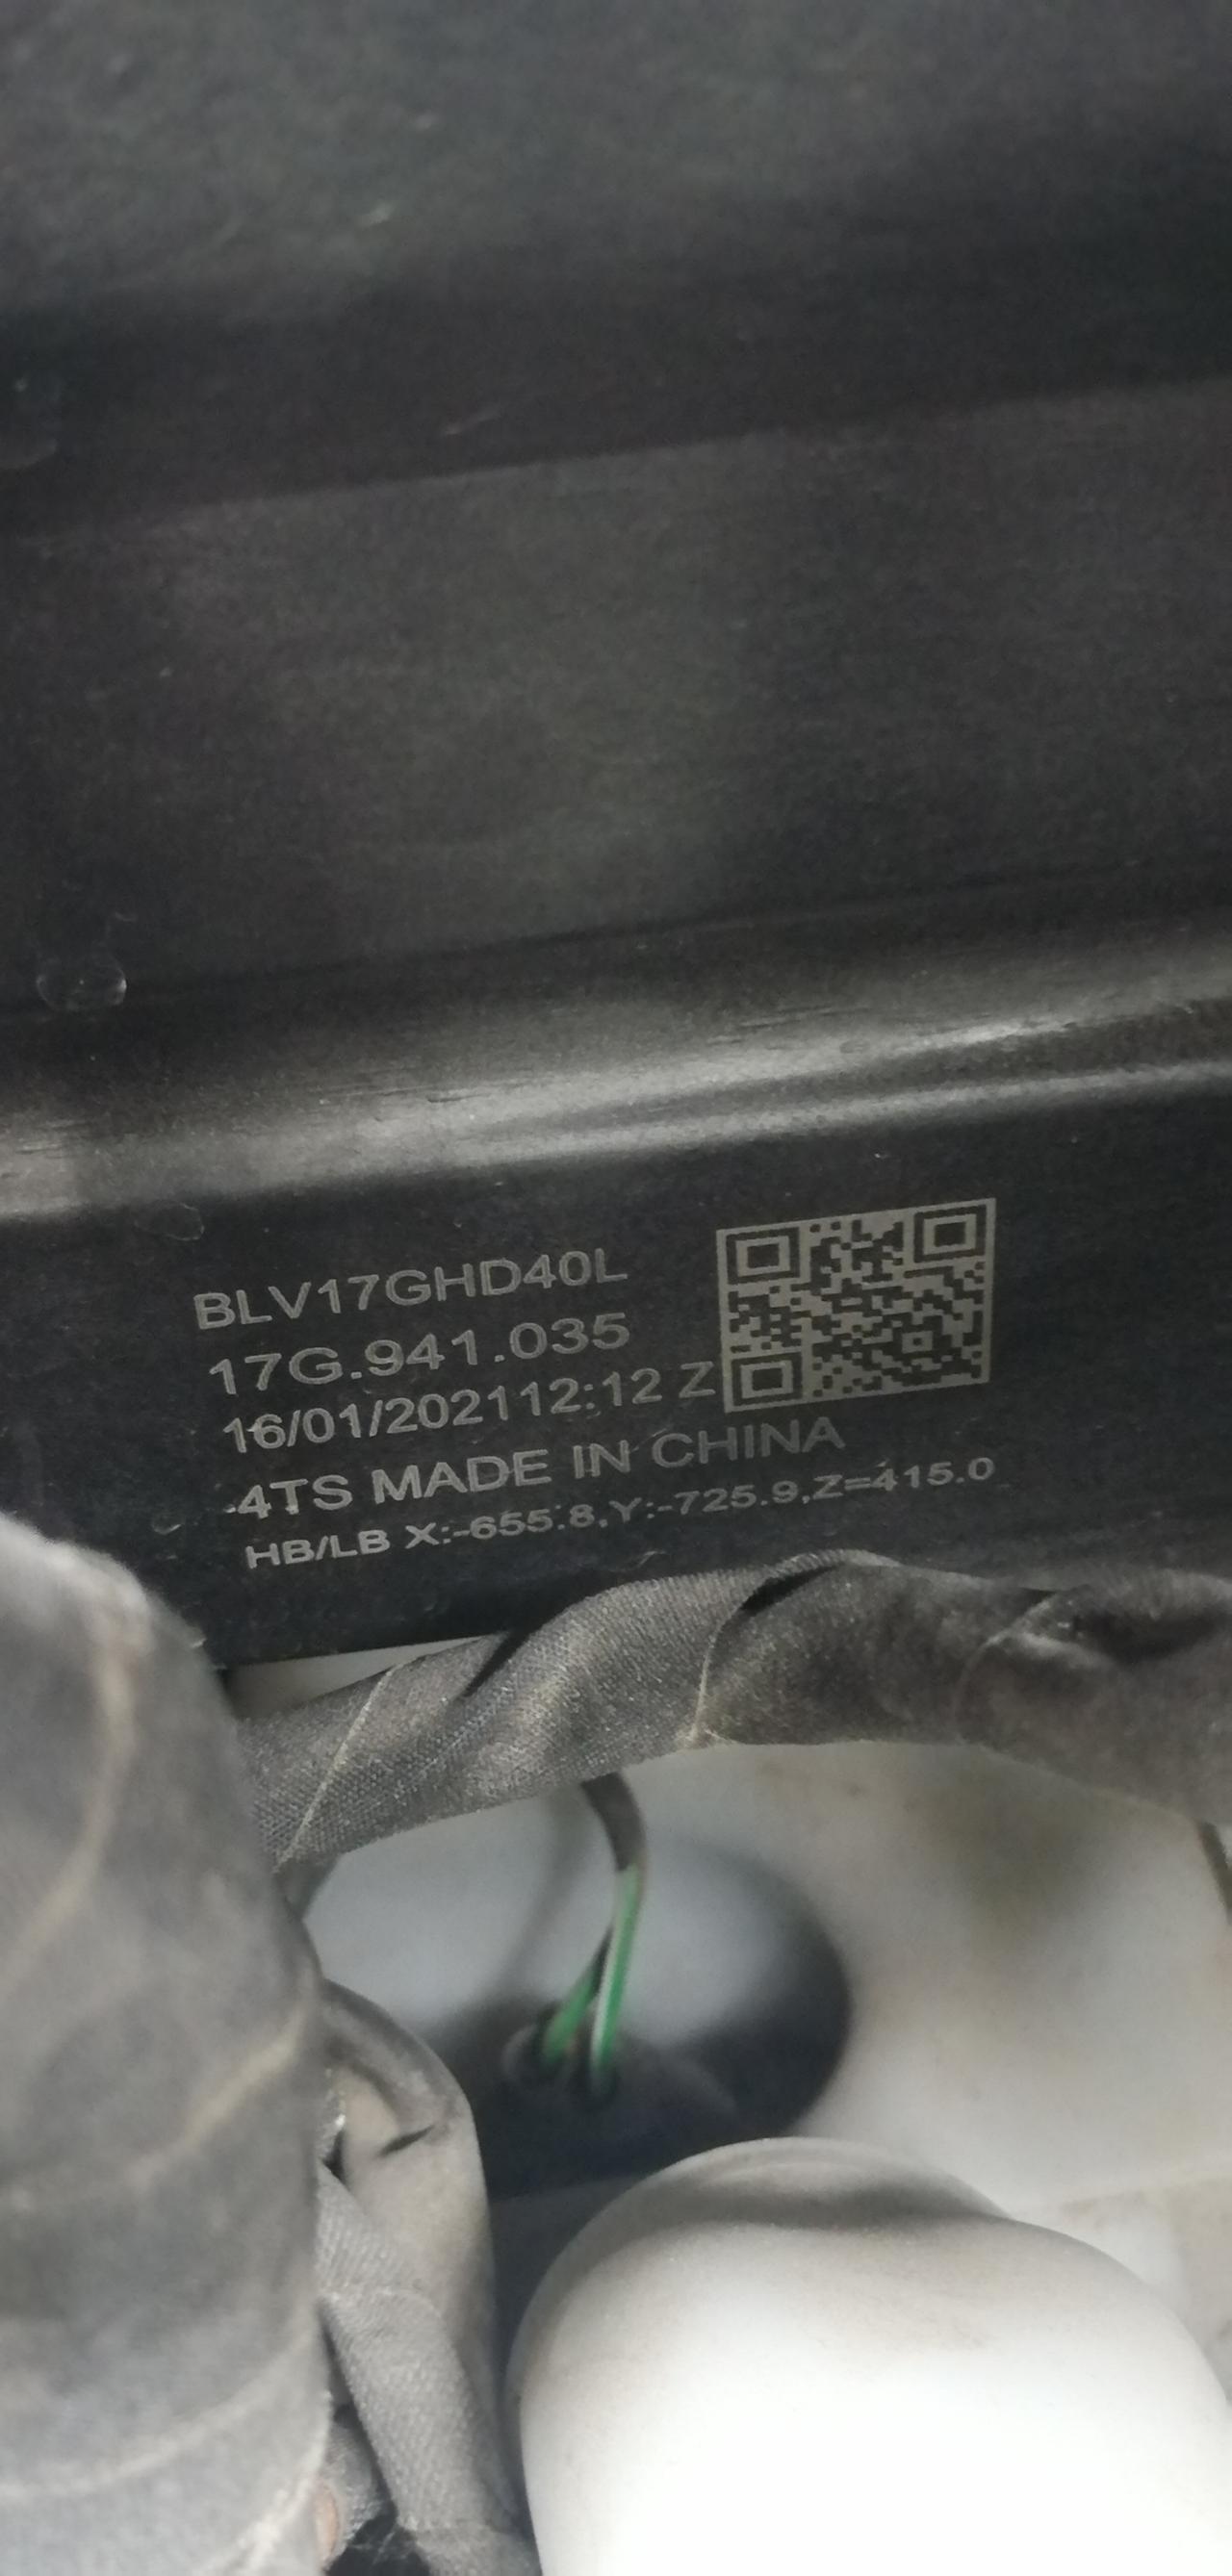 BLV17GHD40L
17G.941.035
16/01/202112:12 Z
4TS MADE IN CHINA
HB/LB X:-655.8,Y:-725.9,Z=415.0